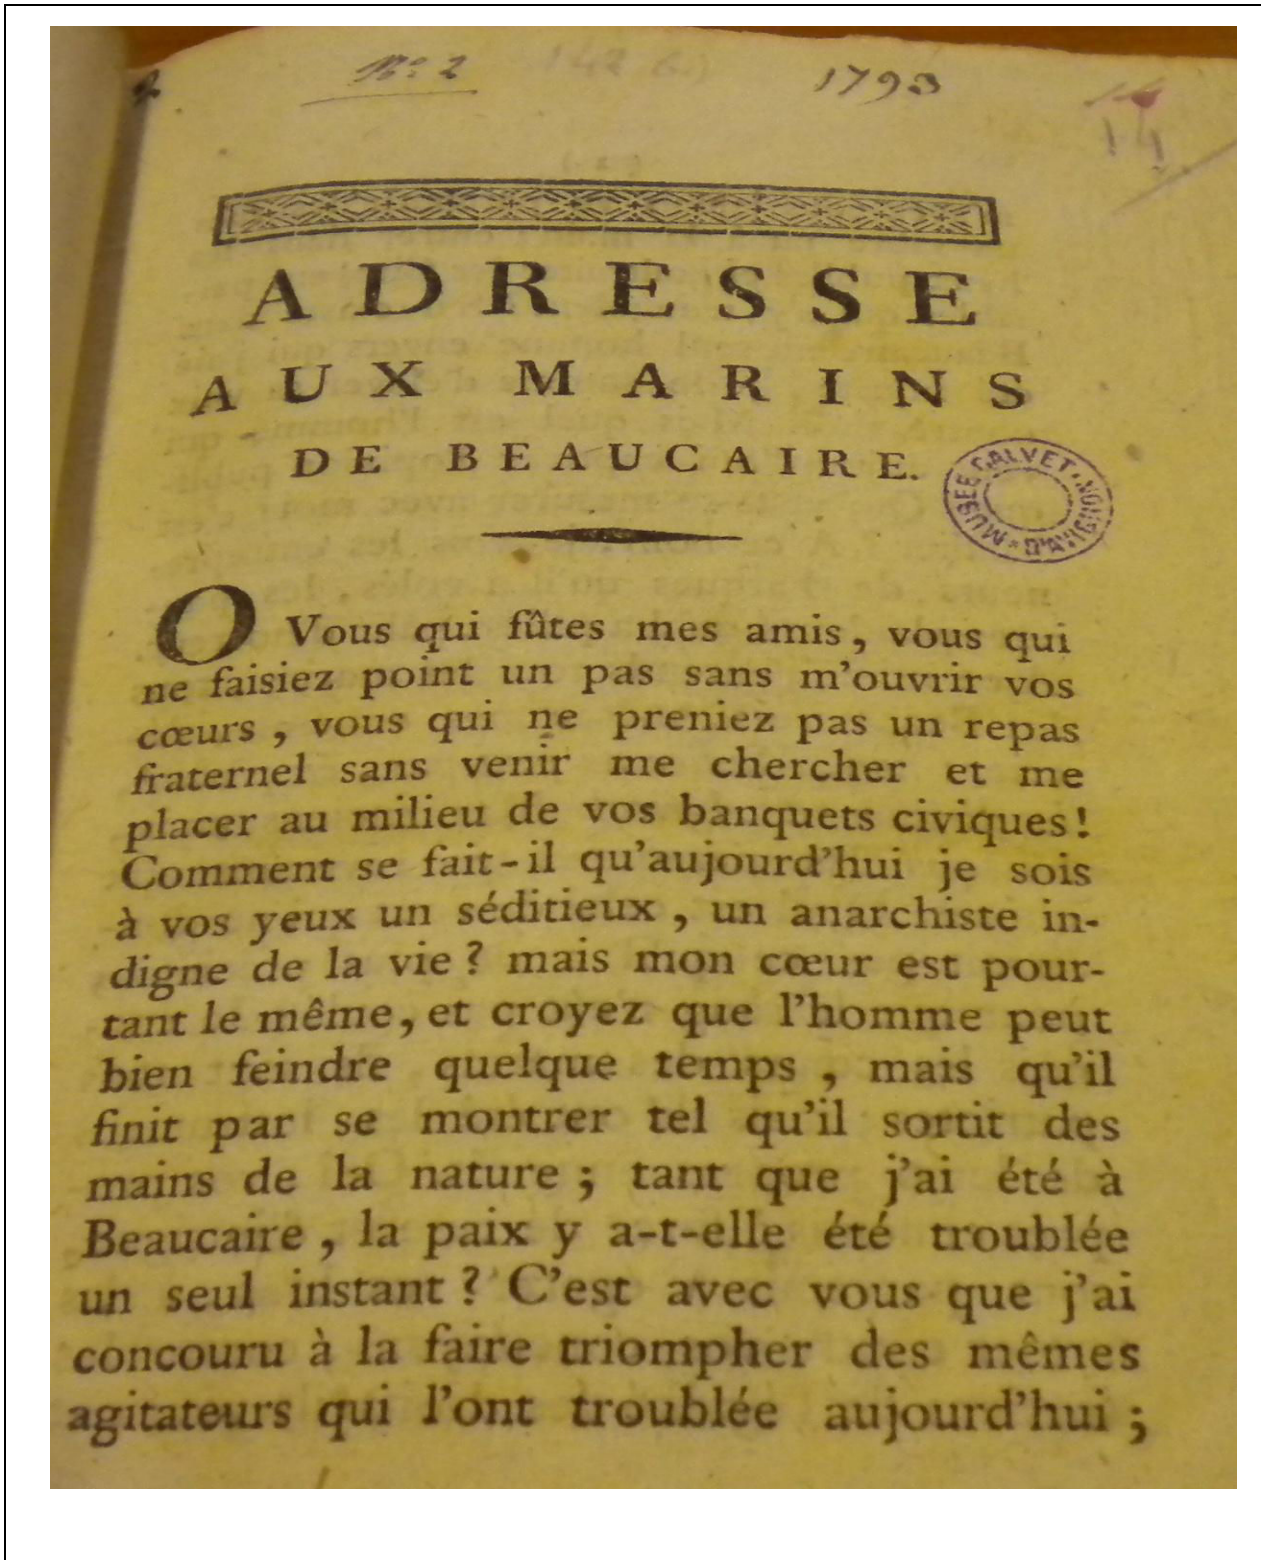 No. 2
1793
14
ADRESSE
AUX MARINS
DE BEAUCAIRE.
MUSEE CALVET * D'AVIGNON *
O Vous qui fûtes mes amis, vous qui
ne faisiez point un pas sans m'ouvrir vos
cœurs, vous qui ne preniez pas un repas
fraternel sans venir me chercher et me
placer au milieu de vos banquets civiques!
Comment se fait-il qu'aujourd'hui je sois
à vos yeux un séditieux, un anarchiste in-
digne de la vie? mais mon cœur est pour-
tant le même, et croyez que l'homme peut
bien feindre quelque temps, mais qu'il
finit par se montrer tel qu'il sortit des
mains de la nature; tant que j'ai été à
Beaucaire, la paix y a-t-elle été troublée
un seul instant? C'est avec vous que j'ai
concouru à la faire triompher des mêmes
agitateurs qui l'ont troublée aujourd'hui;